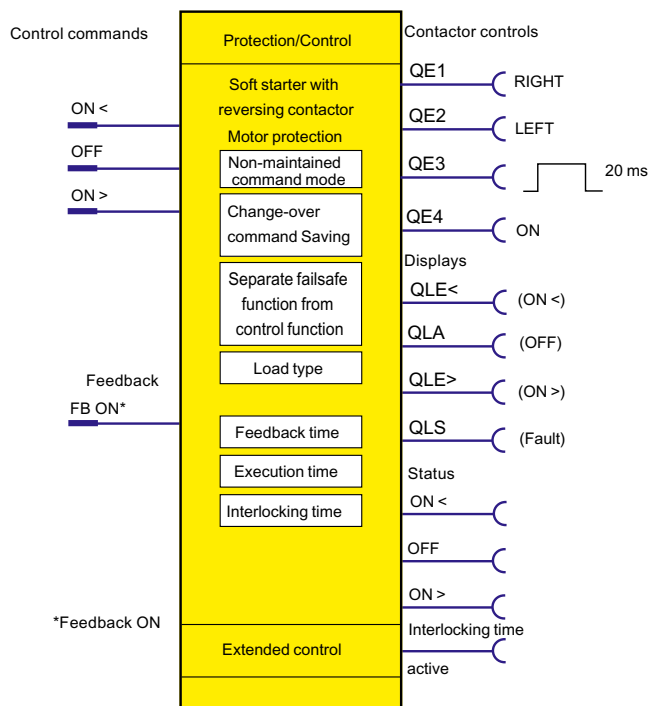 Control commands
Protection/Control
Contactor controls
Soft starter with
reversing contactor
Motor protection
ON <
OFF
ON >
Non-maintained
command mode
Change-over
command Saving
Separate failsafe
function from
control function
Load type
Feedback
FB ON*
Feedback time
Execution time
Interlocking time
*Feedback ON
Extended control
QE1
RIGHT
QE2
LEFT
QE3
20 ms
QE4
ON
Displays
QLE<
(ON <)
QLA
(OFF)
QLE>
(ON >)
QLS
(Fault)
Status
ON <
OFF
ON >
Interlocking time
active